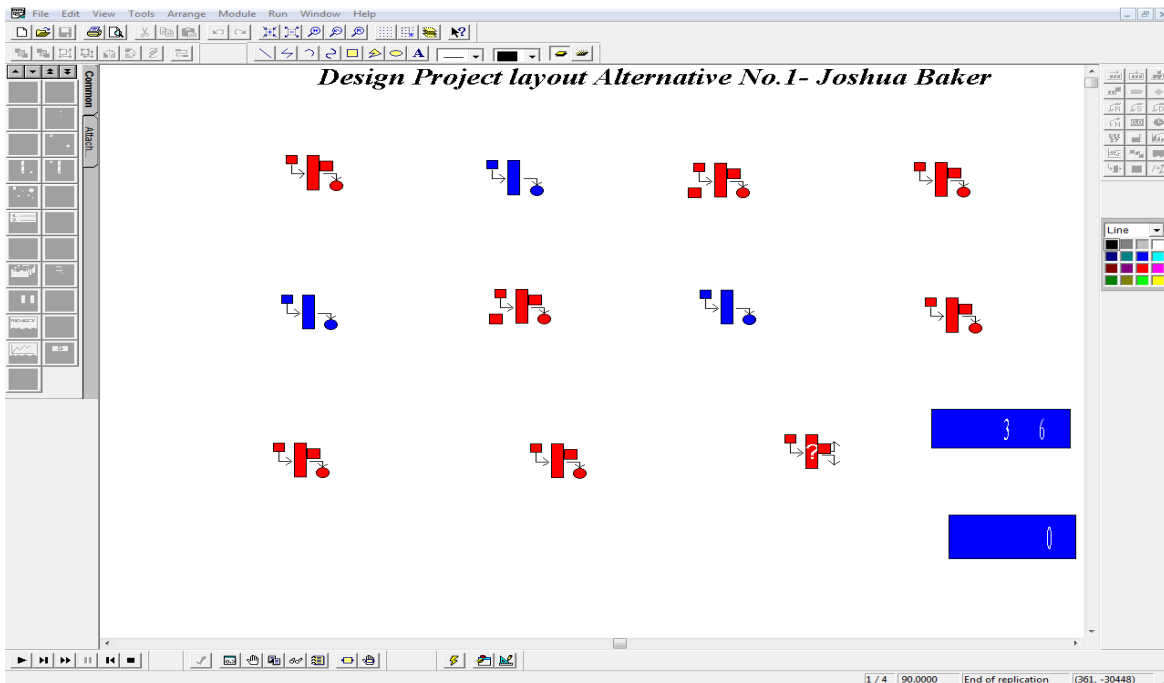 File Edit View Tools Arrange Module Run Window Help
A
Common
Attach...
Design Project layout Alternative No.1- Joshua Baker
Line
?
3 6
0
1 / 4 90.0000 End of replication (361, -30448)